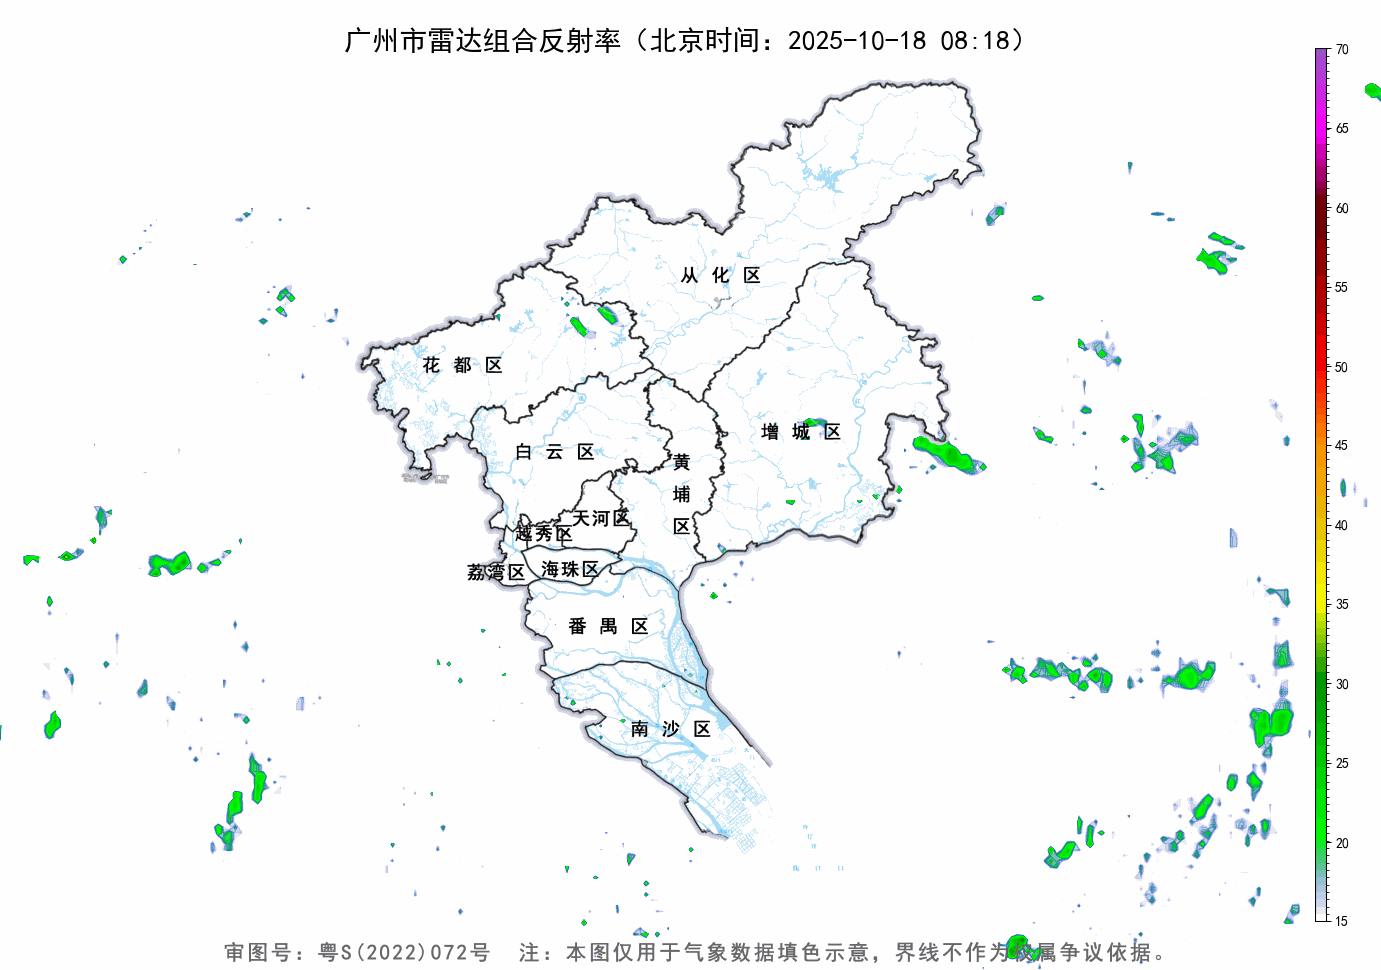 广州市雷达组合反射率（北京时间：2025-10-18 08:18）
70
65
60
55
50
45
40
35
30
25
20
15
从化区
花都区
增城区
白云区
黄埔区
天河区
越秀区
荔湾区
海珠区
番禺区
南沙区
审图号：粤S(2022)072号 注：本图仅用于气象数据填色示意，界线不作为权属争议依据。